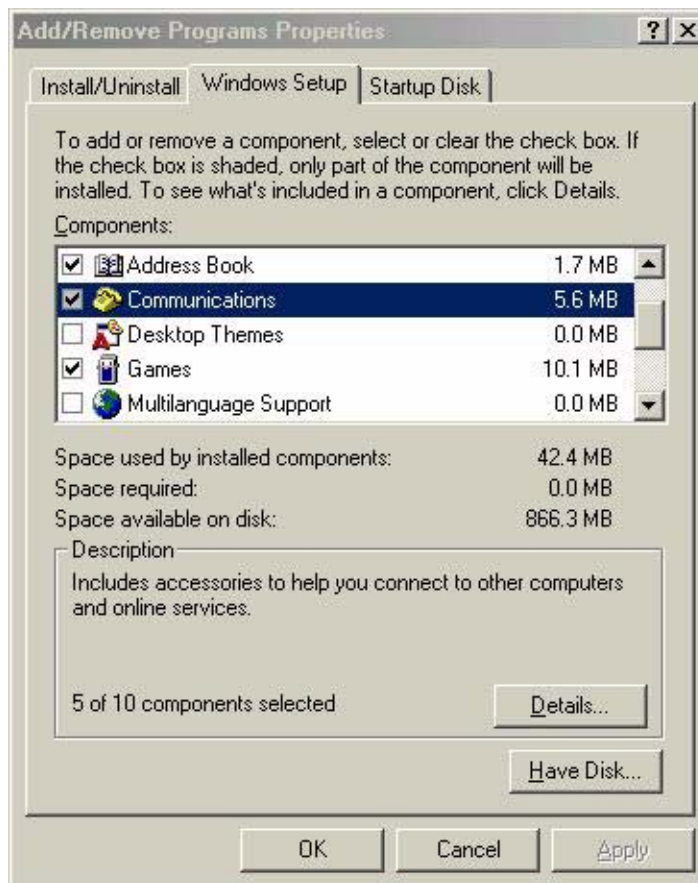 Add/Remove Programs Properties
Install/Uninstall Windows Setup Startup Disk
To add or remove a component, select or clear the check box. If
the check box is shaded, only part of the component will be
installed. To see what's included in a component, click Details.
Components:
Address Book 1.7 MB
Communications 5.6 MB
Desktop Themes 0.0 MB
Games 10.1 MB
Multilanguage Support 0.0 MB
Space used by installed components: 42.4 MB
Space required: 0.0 MB
Space available on disk: 866.3 MB
Description
Includes accessories to help you connect to other computers
and online services.
5 of 10 components selected Details...
Have Disk...
OK Cancel Apply